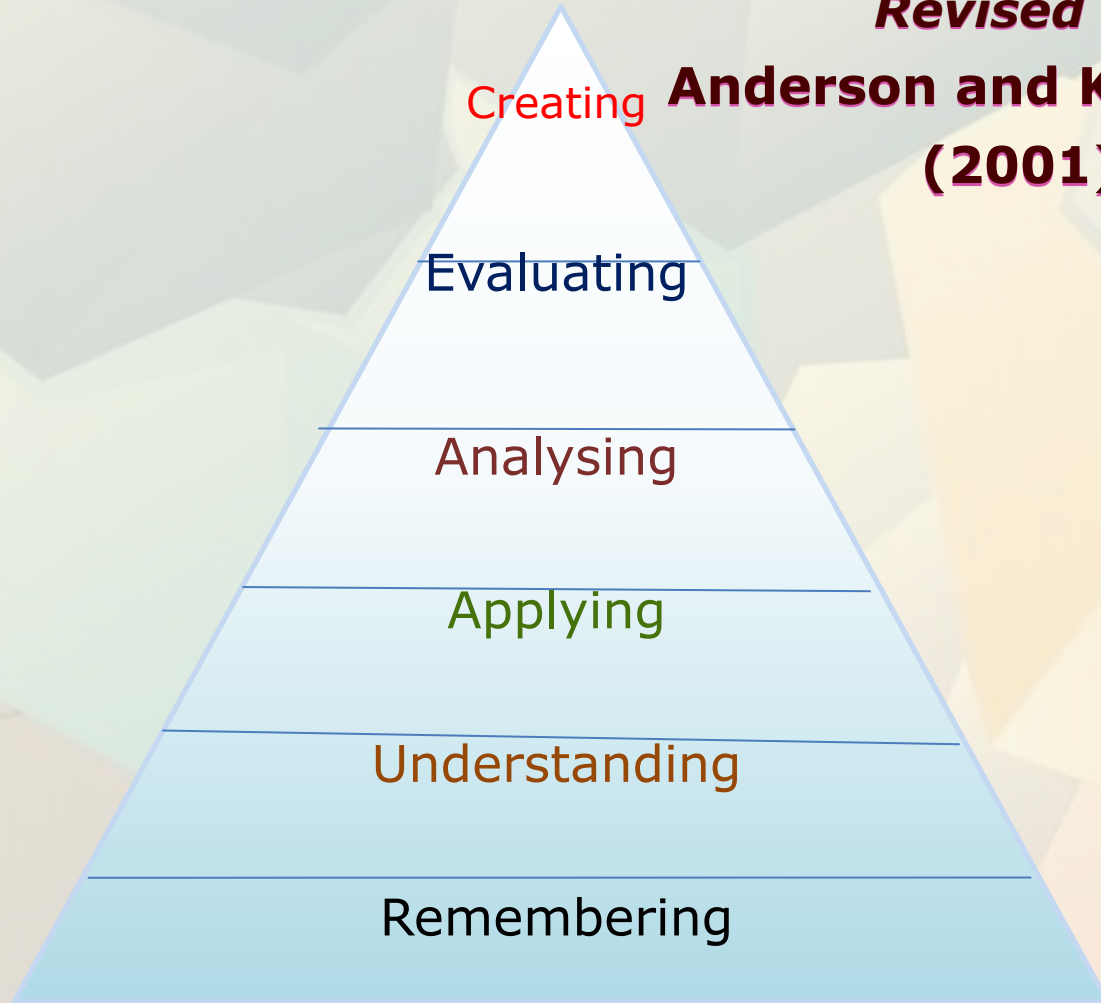 Revised
Anderson and K
(2001)
Creating
Evaluating
Analysing
Applying
Understanding
Remembering